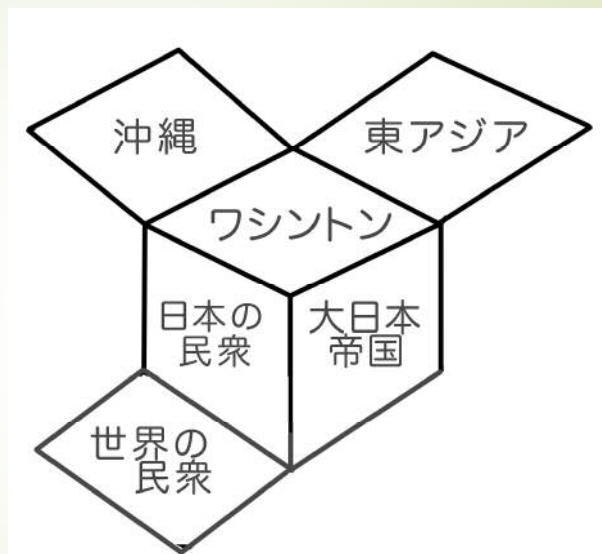 沖縄
東アジア
ワシントン
日本の
民衆
大日本
帝国
世界の
民衆